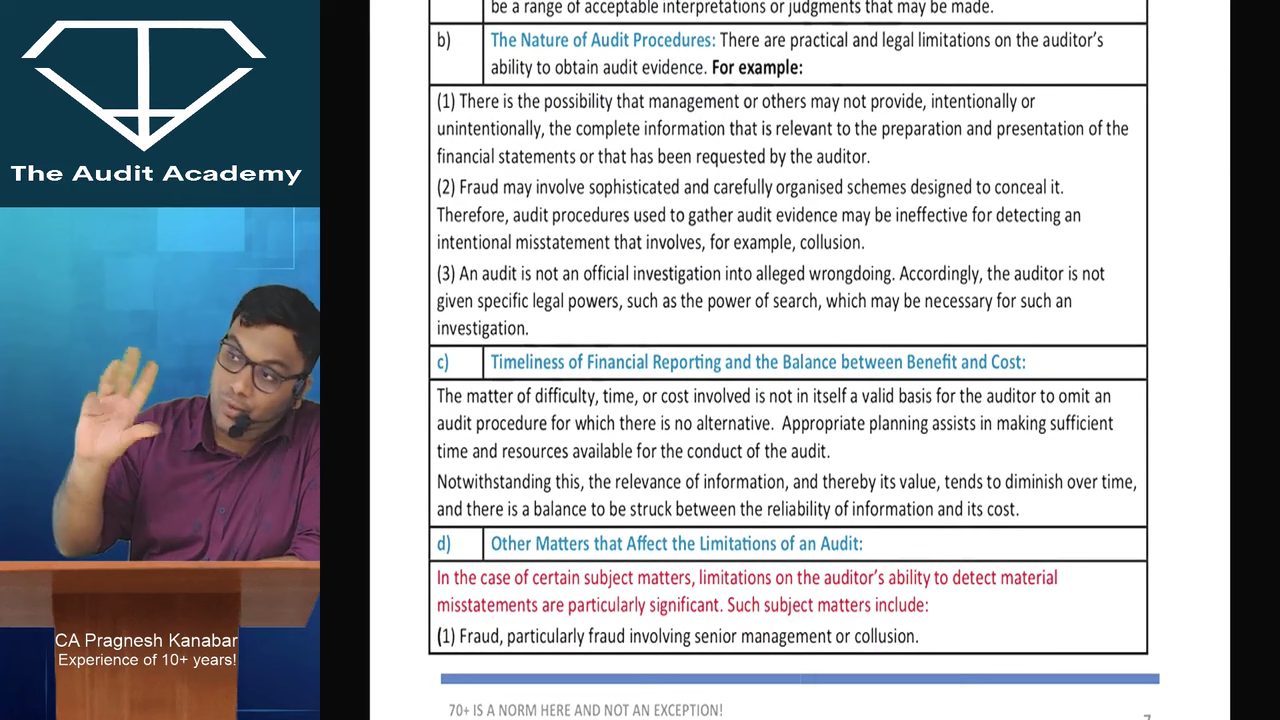 The Audit Academy
CA Pragnesh Kanabar
Experience of 10+ years!
be a range of acceptable interpretations or judgments that may be made.
b) The Nature of Audit Procedures: There are practical and legal limitations on the auditor's
ability to obtain audit evidence. For example:
(1) There is the possibility that management or others may not provide, intentionally or
unintentionally, the complete information that is relevant to the preparation and presentation of the
financial statements or that has been requested by the auditor.
(2) Fraud may involve sophisticated and carefully organised schemes designed to conceal it.
Therefore, audit procedures used to gather audit evidence may be ineffective for detecting an
intentional misstatement that involves, for example, collusion.
(3) An audit is not an official investigation into alleged wrongdoing. Accordingly, the auditor is not
given specific legal powers, such as the power of search, which may be necessary for such an
investigation.
c) Timeliness of Financial Reporting and the Balance between Benefit and Cost:
The matter of difficulty, time, or cost involved is not in itself a valid basis for the auditor to omit an
audit procedure for which there is no alternative. Appropriate planning assists in making sufficient
time and resources available for the conduct of the audit.
Notwithstanding this, the relevance of information, and thereby its value, tends to diminish over time,
and there is a balance to be struck between the reliability of information and its cost.
d) Other Matters that Affect the Limitations of an Audit:
In the case of certain subject matters, limitations on the auditor's ability to detect material
misstatements are particularly significant. Such subject matters include:
(1) Fraud, particularly fraud involving senior management or collusion.
70+ IS A NORM HERE AND NOT AN EXCEPTION!